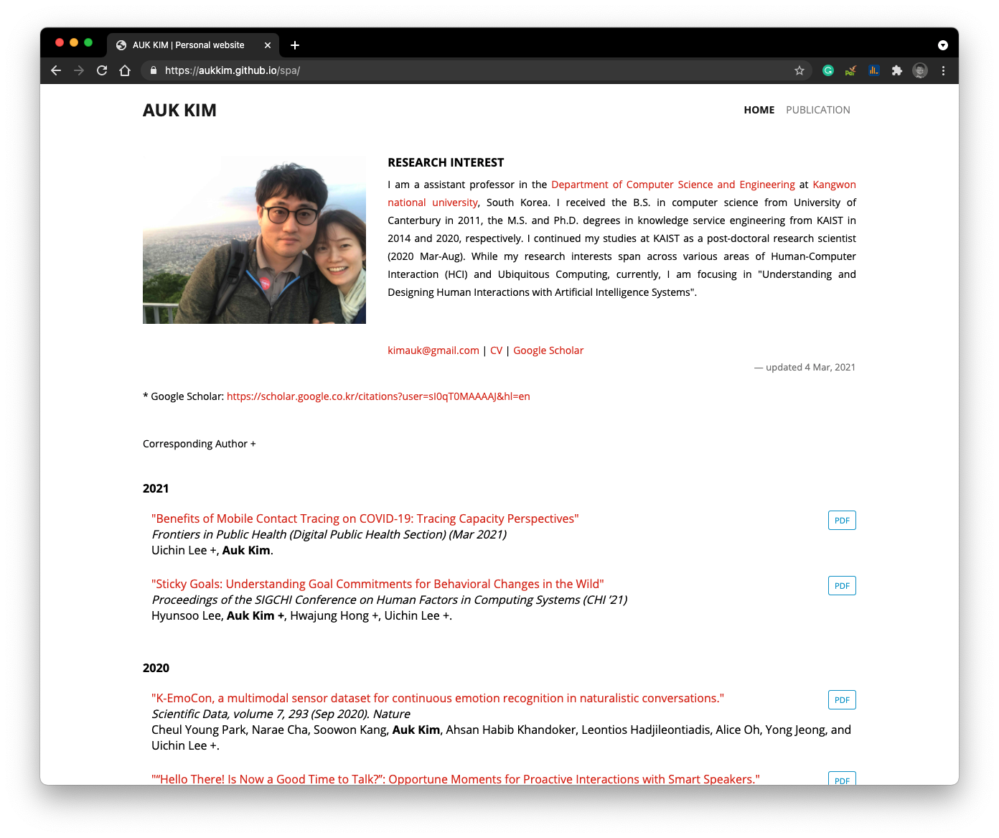 AUK KIM | Personal website
https://aukkim.github.io/spa/
AUK KIM
HOME PUBLICATION
RESEARCH INTEREST
I am a assistant professor in the Department of Computer Science and Engineering at Kangwon
national university, South Korea. I received the B.S. in computer science from University of
Canterbury in 2011, the M.S. and Ph.D. degrees in knowledge service engineering from KAIST in
2014 and 2020, respectively. I continued my studies at KAIST as a post-doctoral research scientist
(2020 Mar-Aug). While my research interests span across various areas of Human-Computer
Interaction (HCI) and Ubiquitous Computing, currently, I am focusing in "Understanding and
Designing Human Interactions with Artificial Intelligence Systems".
kimauk@gmail.com | CV | Google Scholar
— updated 4 Mar, 2021
* Google Scholar: https://scholar.google.co.kr/citations?user=sI0qT0MAAAAJ&hl=en
Corresponding Author +
2021
"Benefits of Mobile Contact Tracing on COVID-19: Tracing Capacity Perspectives"
PDF
Frontiers in Public Health (Digital Public Health Section) (Mar 2021)
Uichin Lee +, Auk Kim.
"Sticky Goals: Understanding Goal Commitments for Behavioral Changes in the Wild"
PDF
Proceedings of the SIGCHI Conference on Human Factors in Computing Systems (CHI ’21)
Hyunsoo Lee, Auk Kim +, Hwajung Hong +, Uichin Lee +.
2020
"K-EmoCon, a multimodal sensor dataset for continuous emotion recognition in naturalistic conversations."
PDF
Scientific Data, volume 7, 293 (Sep 2020). Nature
Cheul Young Park, Narae Cha, Soowon Kang, Auk Kim, Ahsan Habib Khandoker, Leontios Hadjileontiadis, Alice Oh, Yong Jeong, and
Uichin Lee +.
"“Hello There! Is Now a Good Time to Talk?”: Opportune Moments for Proactive Interactions with Smart Speakers."
PDF